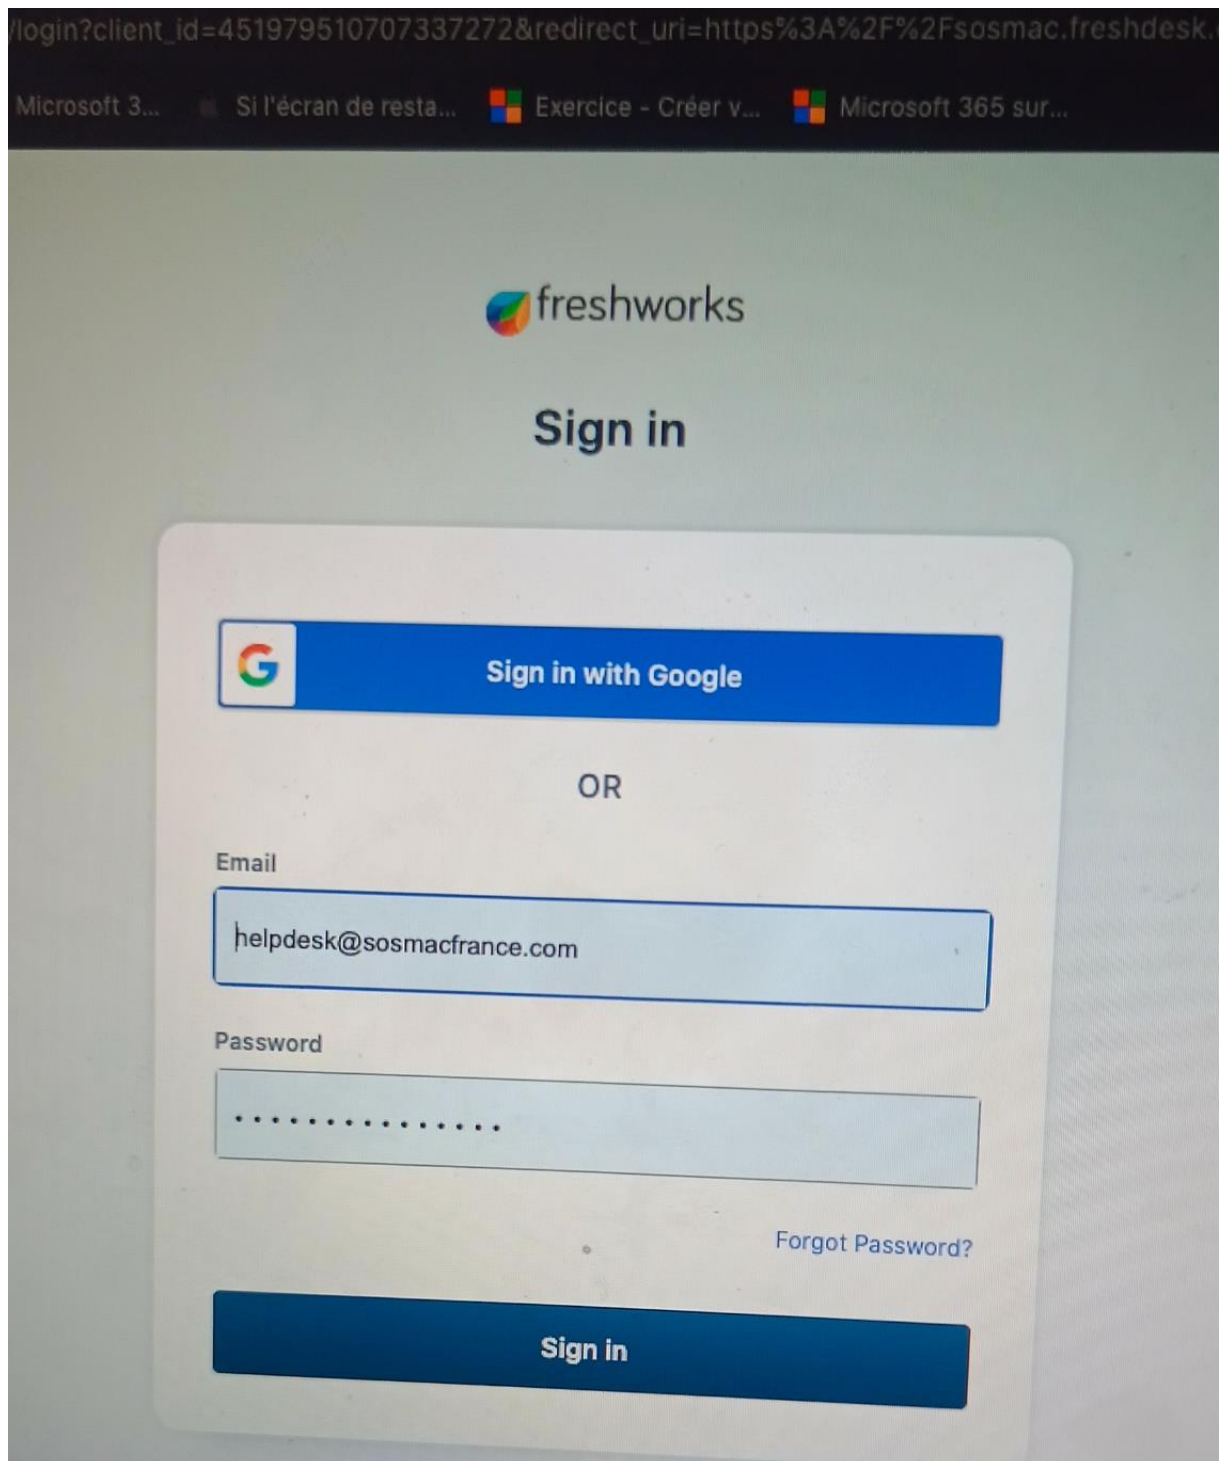 /login?client_id=451979510707337272&redirect_uri=https%3A%2F%2Fsosmac.freshdesk.
Microsoft 3... Si l'écran de resta... Exercice - Créer v... Microsoft 365 sur...
freshworks
Sign in
G Sign in with Google
OR
Email
helpdesk@sosmacfrance.com
Password
Forgot Password?
Sign in